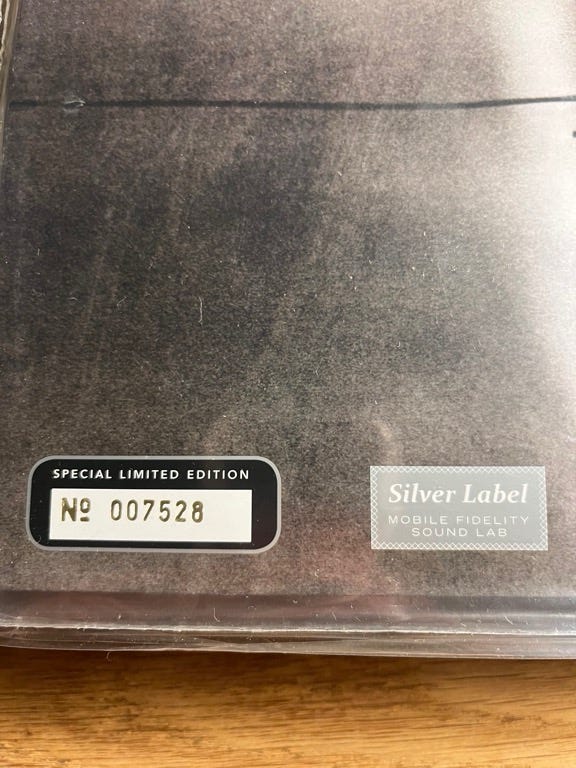 SPECIAL LIMITED EDITION
Nº 007528
Silver Label
MOBILE FIDELITY
SOUND LAB